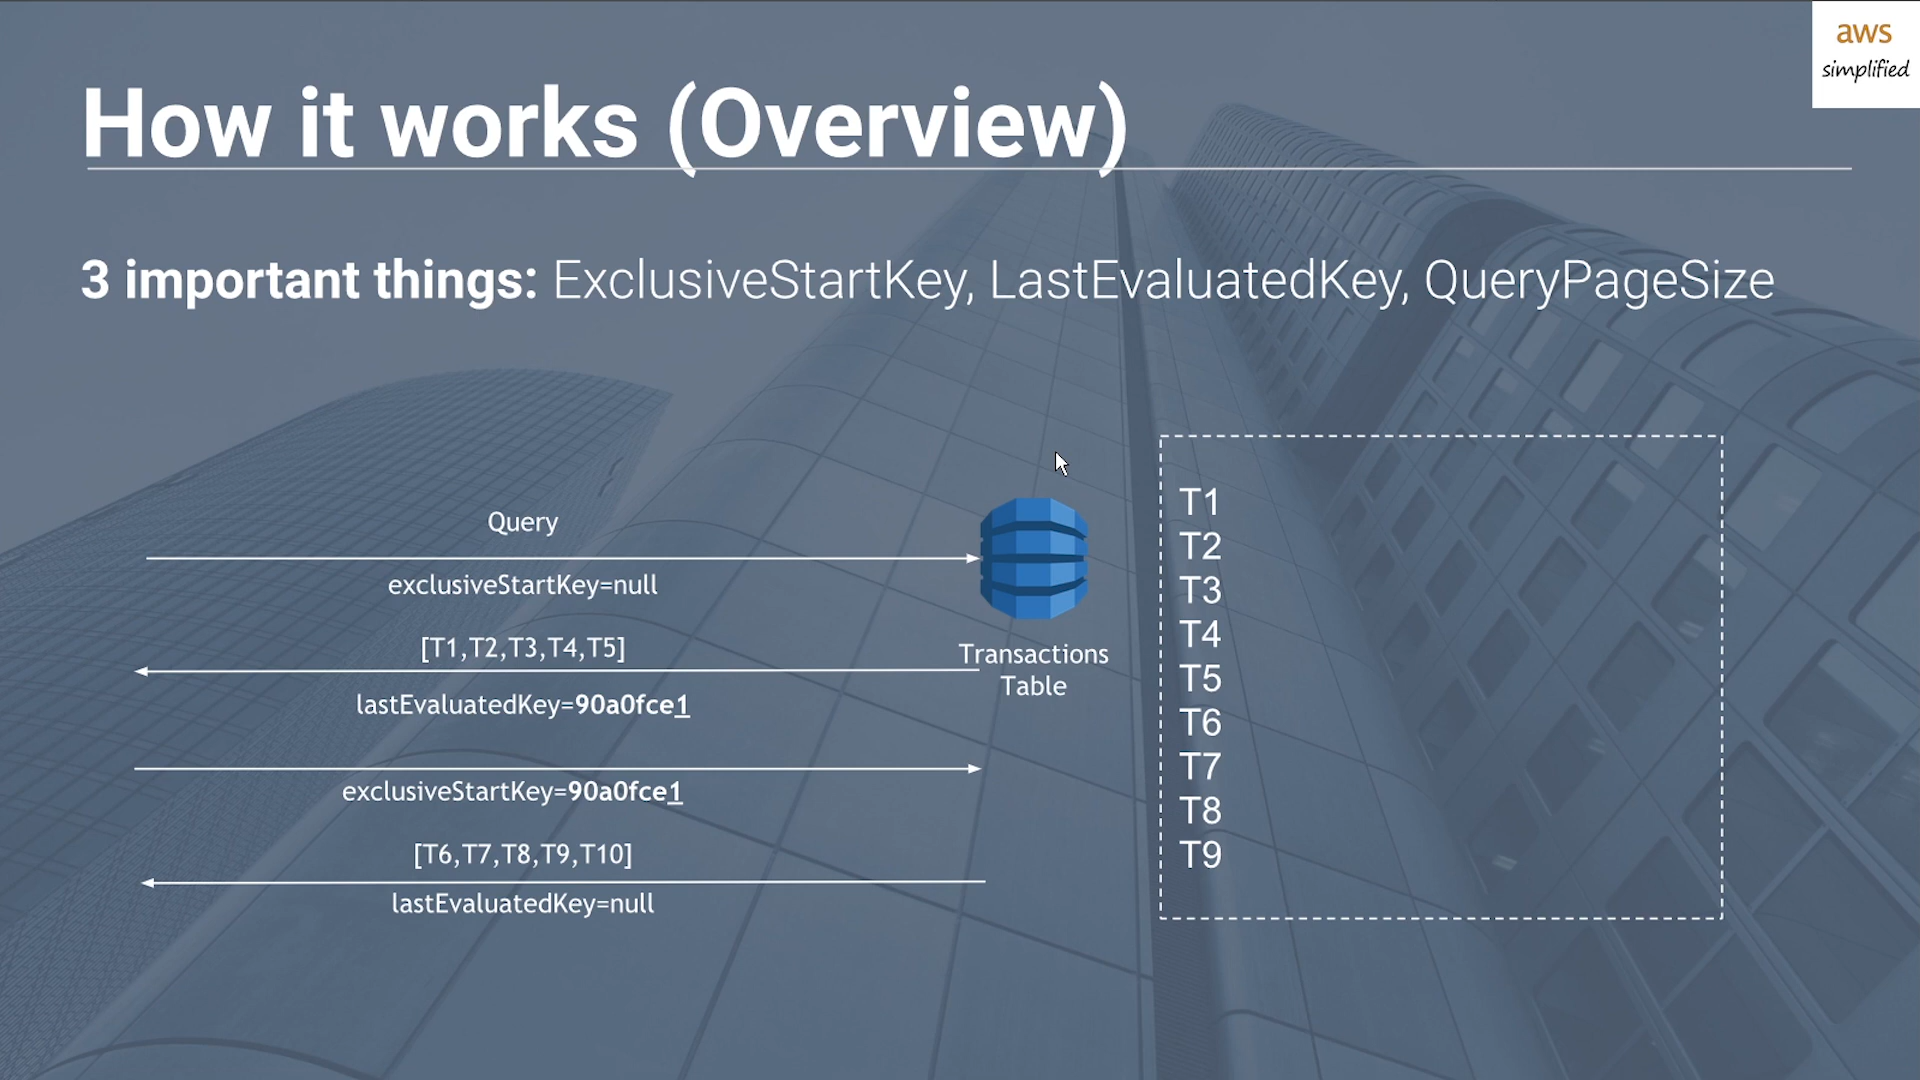 aws
simplified
How it works (Overview)
3 important things: ExclusiveStartKey, LastEvaluatedKey, QueryPageSize
Query
exclusiveStartKey=null
[T1,T2,T3,T4,T5]
lastEvaluatedKey=90a0fce1
exclusiveStartKey=90a0fce1
[T6,T7,T8,T9,T10]
lastEvaluatedKey=null
Transactions
Table
T1
T2
T3
T4
T5
T6
T7
T8
T9